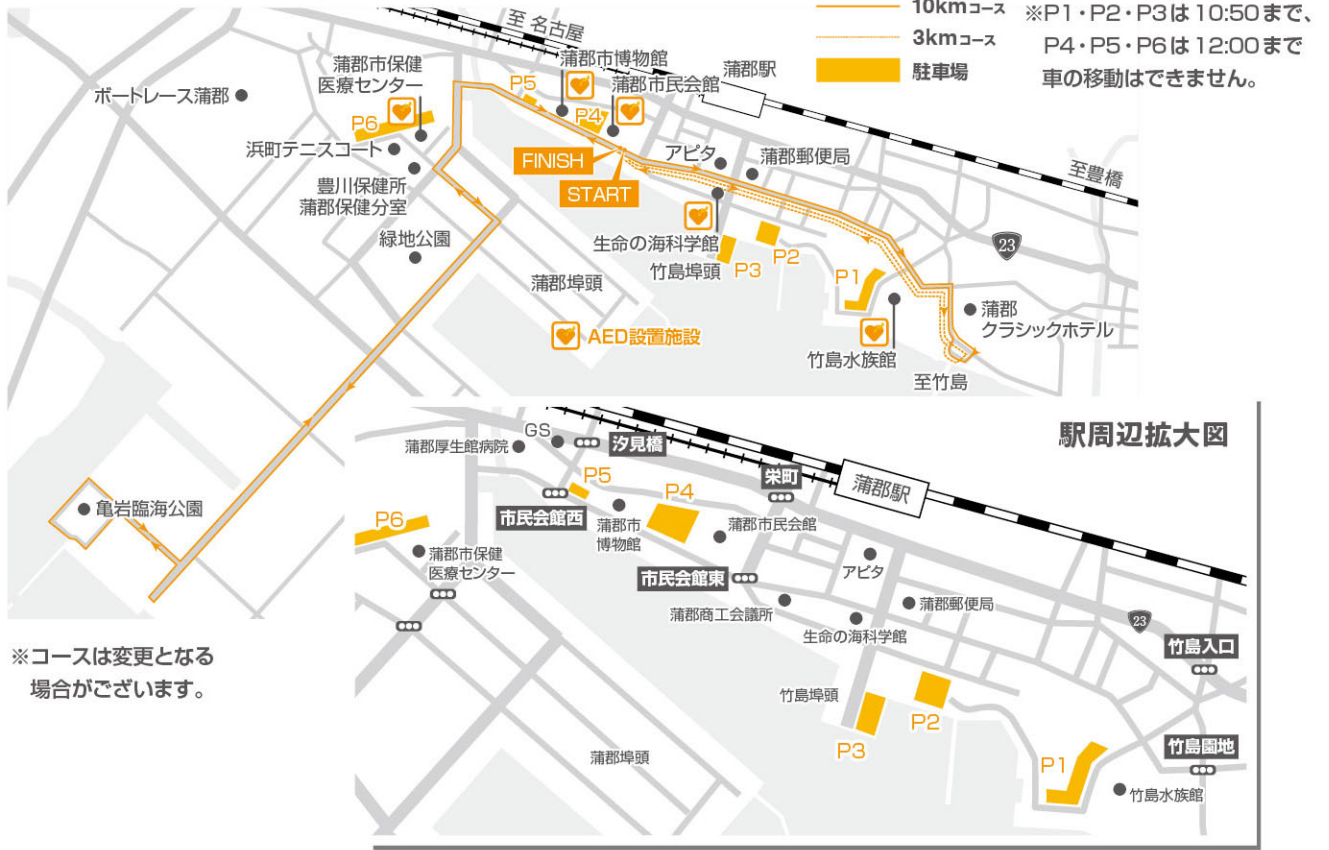 10kmコース
3kmコース
駐車場
※P1・P2・P3は10:50まで、
P4・P5・P6は12:00まで
車の移動はできません。
至 名古屋
蒲郡市博物館
蒲郡市保健
医療センター
蒲郡市民会館
蒲郡駅
P5
P4
P6
ボートレース蒲郡
浜町テニスコート
FINISH
START
アピタ
蒲郡郵便局
至豊橋
豊川保健所
蒲郡保健分室
緑地公園
生命の海科学館
竹島埠頭
P3
P2
P1
23
蒲郡埠頭
AED設置施設
蒲郡
クラシックホテル
竹島水族館
至竹島
亀岩臨海公園
※コースは変更となる
場合がございます。
駅周辺拡大図
GS
蒲郡厚生館病院
汐見橋
栄町
蒲郡駅
P5
P4
市民会館西
蒲郡市
博物館
蒲郡市民会館
P6
蒲郡市保健
医療センター
市民会館東
アピタ
蒲郡商工会議所
蒲郡郵便局
生命の海科学館
23
竹島入口
竹島埠頭
P2
P3
竹島園地
P1
蒲郡埠頭
竹島水族館